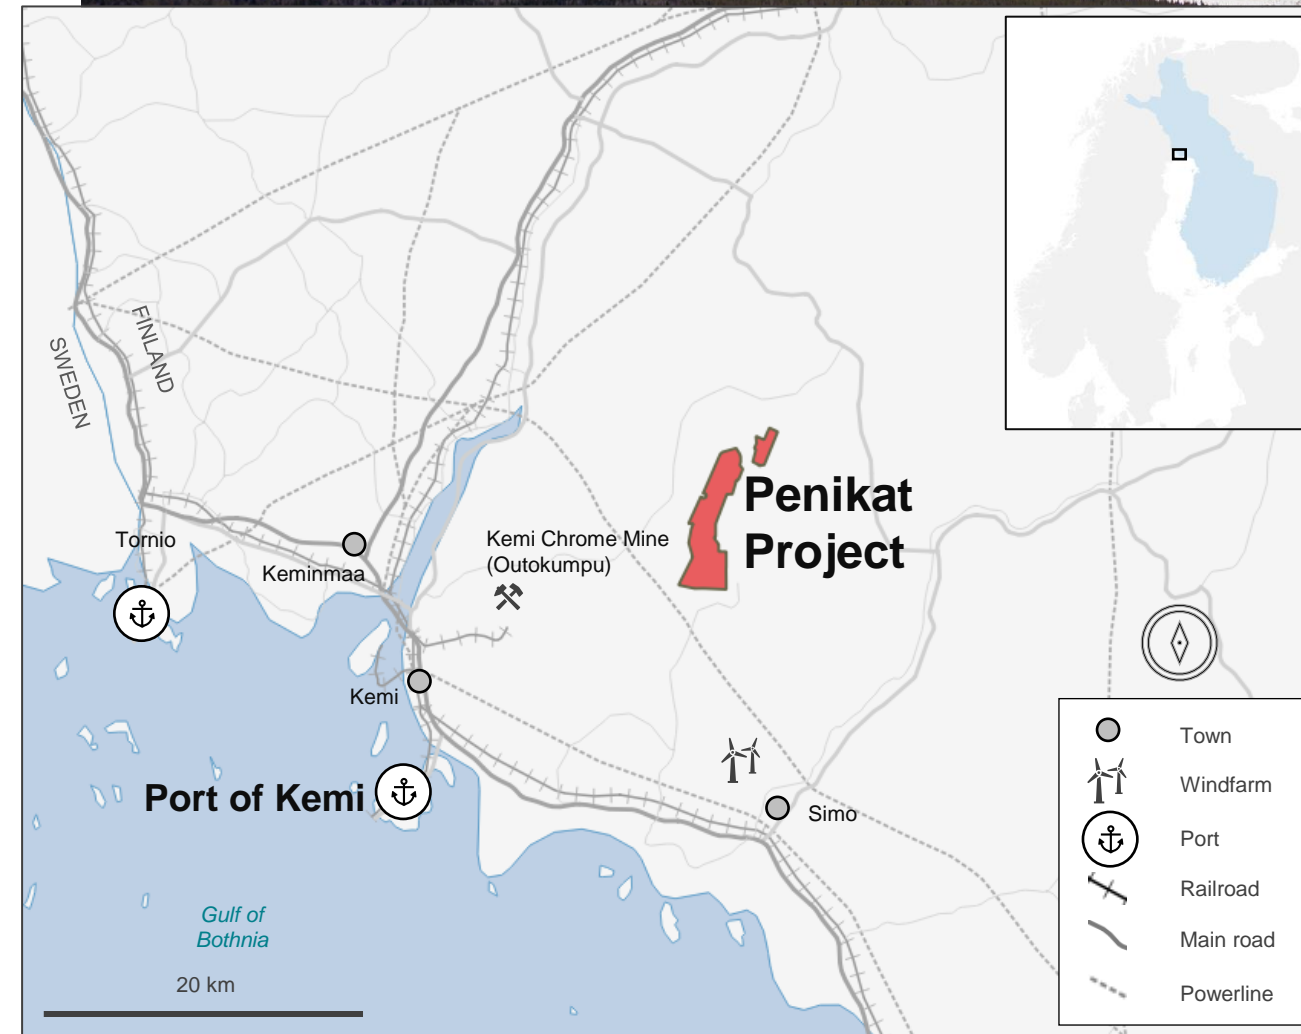 FINLAND
SWEDEN
Penikat
Project
Kemi Chrome Mine
(Outokumpu)
Tornio
Keminmaa
Kemi
Port of Kemi
Simo
Gulf of
Bothnia
20 km
Town
Windfarm
Port
Railroad
Main road
Powerline